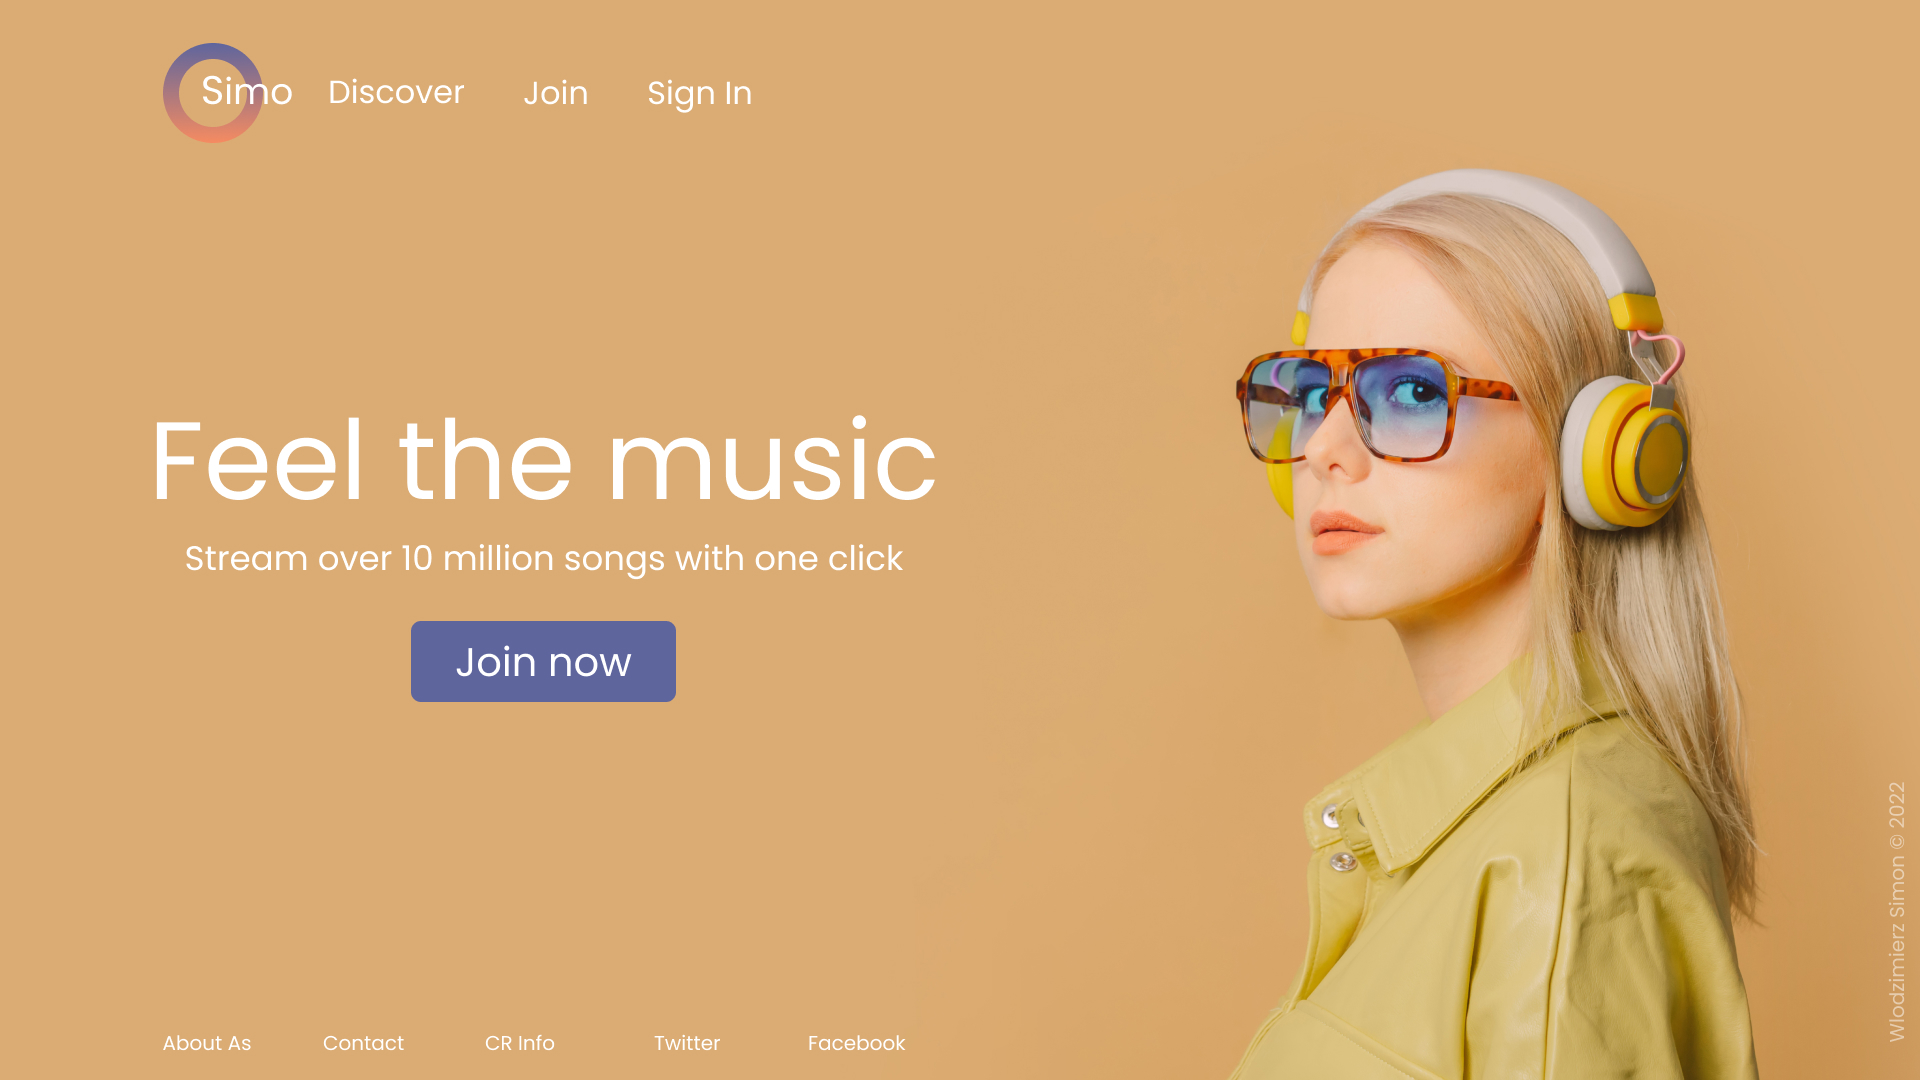 Simo
Discover
Join
Sign In
Feel the music
Stream over 10 million songs with one click
Join now
About As
Contact
CR Info
Twitter
Facebook
Wlodzimierz Simon © 2022